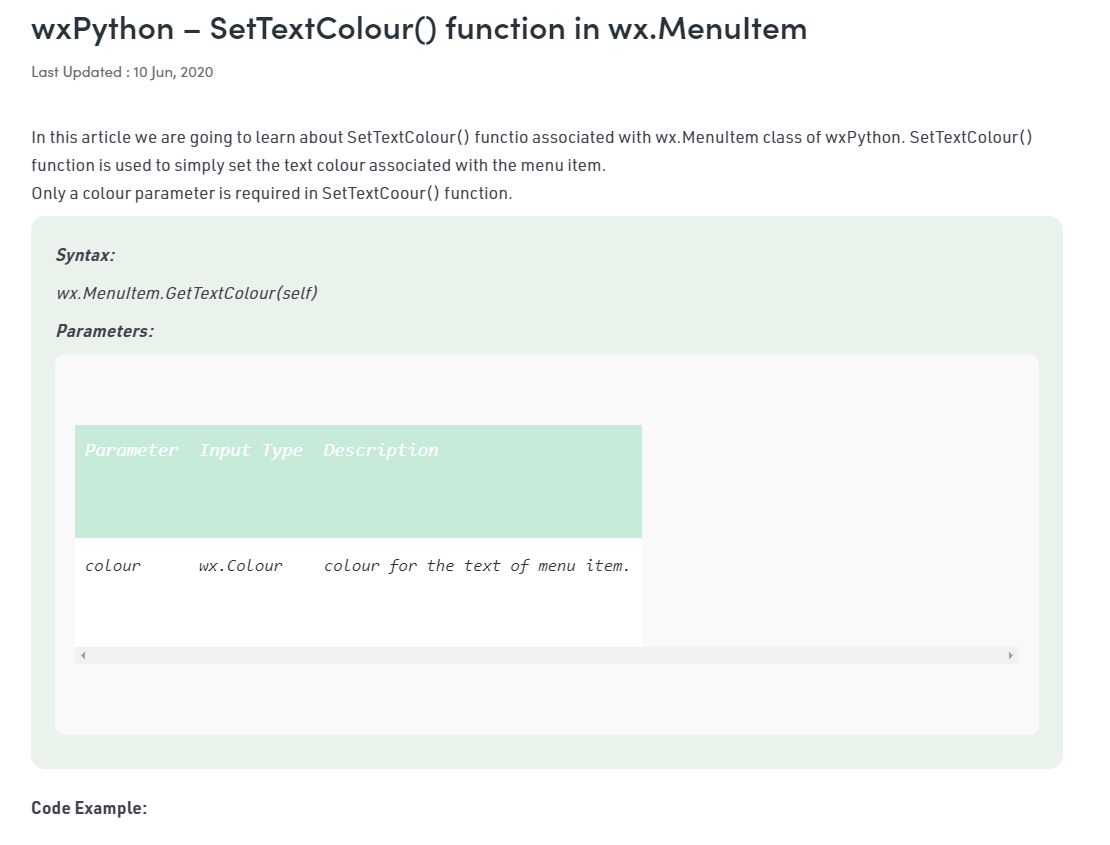 wxPython – SetTextColour() function in wx.MenuItem
Last Updated : 10 Jun, 2020
In this article we are going to learn about SetTextColour() functio associated with wx.MenuItem class of wxPython. SetTextColour()
function is used to simply set the text colour associated with the menu item.
Only a colour parameter is required in SetTextCoour() function.
Syntax:
wx.MenuItem.GetTextColour(self)
Parameters:
Parameter Input Type Description
colour wx.Colour colour for the text of menu item.
Code Example: